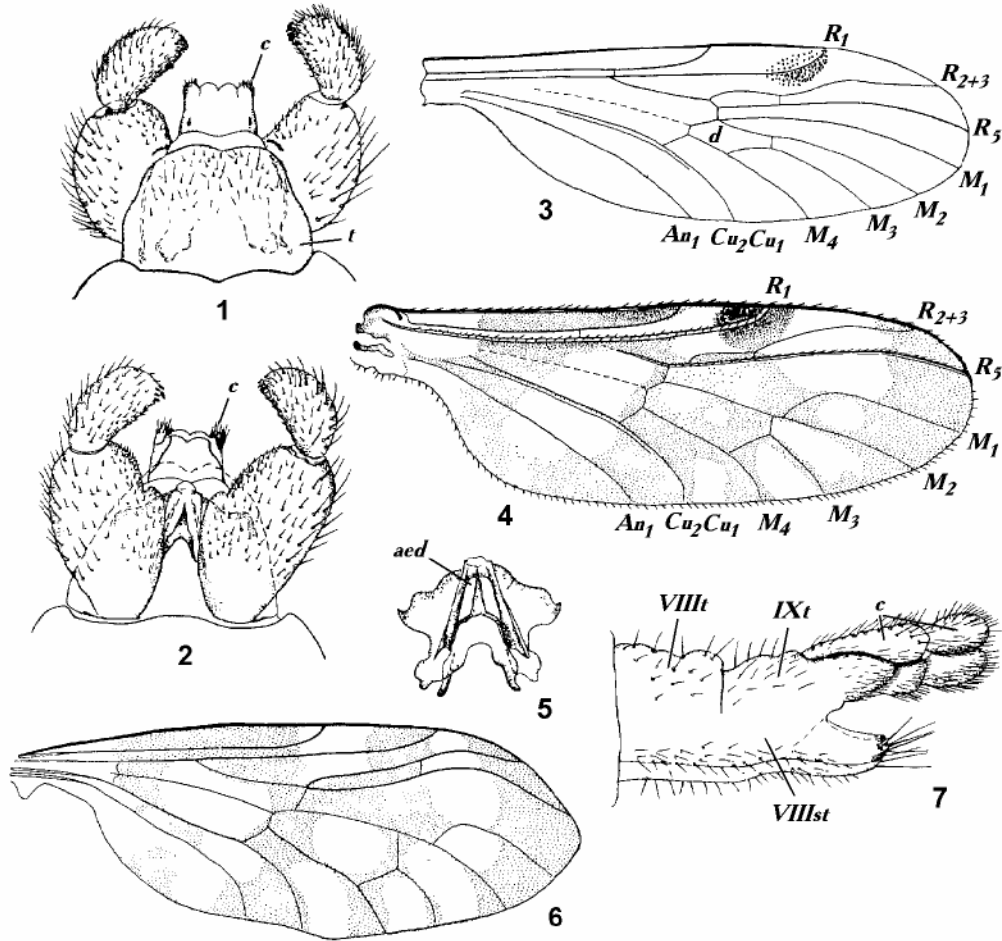 c
t
1
R1
R2+3
R5
M1
M2
M3
M4
Cu2Cu1
An1
d
3
c
2
R1
R2+3
R5
M1
M2
M3
M4
Cu2Cu1
An1
4
aed
5
VIIIt
IXt
c
VIIIst
7
6